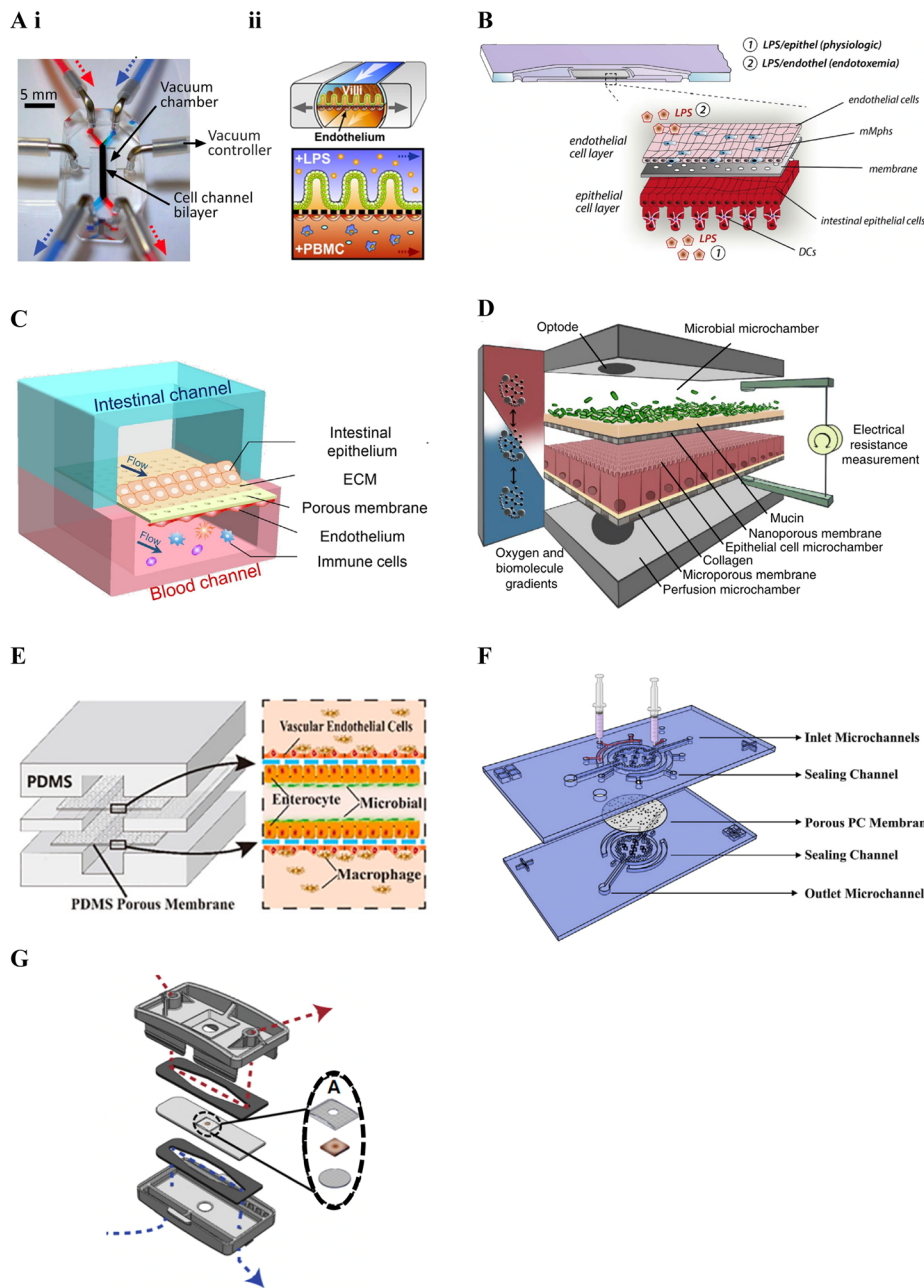 A i
ii
5 mm
Vacuum
chamber
Vacuum
controller
Cell channel
bilayer
Villi
Endothelium
+LPS
+PBMC
B
1 LPS/epithel (physiologic)
2 LPS/endothel (endotoxemia)
endothelial cells
LPS 2
mMphs
endothelial
cell layer
membrane
epithelial
cell layer
intestinal epithelial cells
LPS
1
DCs
C
Intestinal channel
Flow
Intestinal
epithelium
ECM
Porous membrane
Endothelium
Immune cells
Flow
Blood channel
D
Optode
Microbial microchamber
Electrical
resistance
measurement
Mucin
Nanoporous membrane
Epithelial cell microchamber
Collagen
Microporous membrane
Perfusion microchamber
Oxygen and
biomolecule
gradients
E
PDMS
PDMS Porous Membrane
Vascular Endothelial Cells
Enterocyte
Microbial
Macrophage
F
Inlet Microchannels
Sealing Channel
Porous PC Membran
Sealing Channel
Outlet Microchannel
G
A